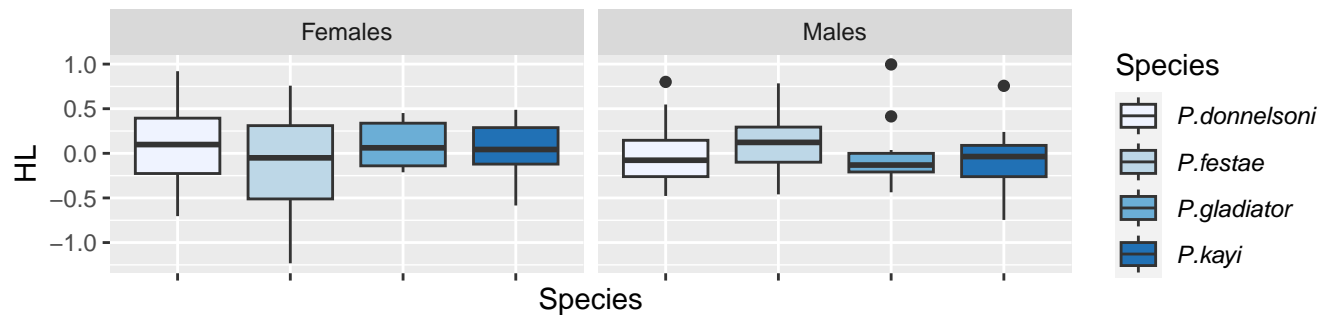 Females
Males
HL
1.0
0.5
0.0
−0.5
−1.0
Species
Species
P.donnelsoni
P.festae
P.gladiator
P.kayi